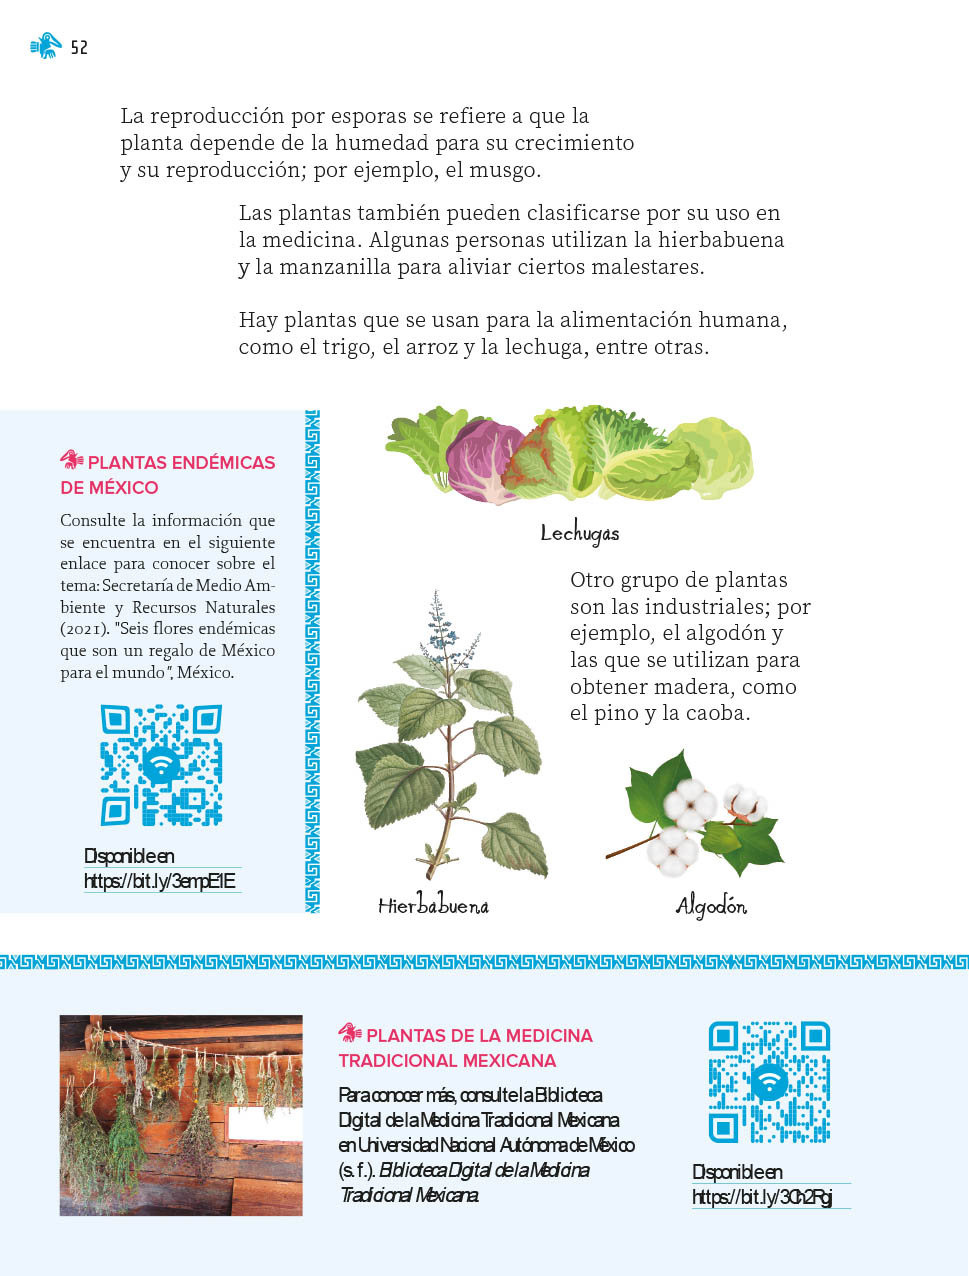 52
La reproducción por esporas se refiere a que la
planta depende de la humedad para su crecimiento
y su reproducción; por ejemplo, el musgo.
Las plantas también pueden clasificarse por su uso en
la medicina. Algunas personas utilizan la hierbabuena
y la manzanilla para aliviar ciertos malestares.
Hay plantas que se usan para la alimentación humana,
como el trigo, el arroz y la lechuga, entre otras.
PLANTAS ENDÉMICAS
DE MÉXICO
Consulte la información que
se encuentra en el siguiente
enlace para conocer sobre el
tema: Secretaría de Medio Am-
biente y Recursos Naturales
(2021). "Seis flores endémicas
que son un regalo de México
para el mundo", México.
Disponible en
https://bit.ly/3empE1E
Lechugas
Otro grupo de plantas
son las industriales; por
ejemplo, el algodón y
las que se utilizan para
obtener madera, como
el pino y la caoba.
Hierbabuena
Algodón
PLANTAS DE LA MEDICINA
TRADICIONAL MEXICANA
Para conocer más, consulte la Biblioteca
Digital de la Medicina Tradicional Mexicana
en Universidad Nacional Autónoma de México
(s. f.). Biblioteca Digital de la Medicina
Tradicional Mexicana.
Disponible en
https://bit.ly/3Ch2Rgj